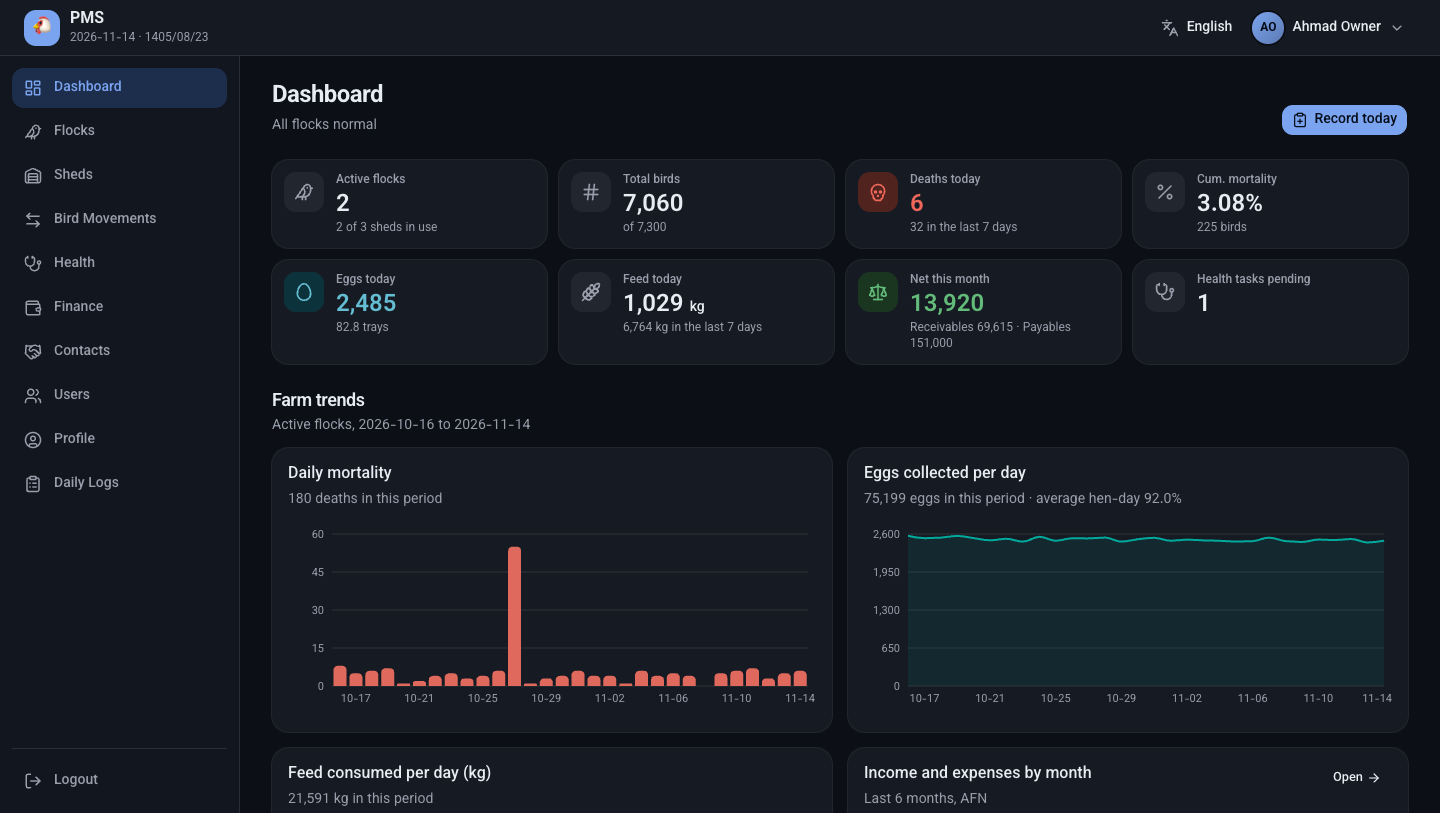 PMS
2026-11-14 · 1405/08/23
English
AO
Ahmad Owner
Dashboard
Flocks
Sheds
Bird Movements
Health
Finance
Contacts
Users
Profile
Daily Logs
Logout
Dashboard
All flocks normal
Record today
Active flocks
2
2 of 3 sheds in use
Total birds
7,060
of 7,300
Deaths today
6
32 in the last 7 days
Cum. mortality
3.08%
225 birds
Eggs today
2,485
82.8 trays
Feed today
1,029 kg
6,764 kg in the last 7 days
Net this month
13,920
Receivables 69,615 · Payables
151,000
Health tasks pending
1
Farm trends
Active flocks, 2026-10-16 to 2026-11-14
Daily mortality
180 deaths in this period
60
45
30
15
0
10-17 10-21 10-25 10-29 11-02 11-06 11-10 11-14
Eggs collected per day
75,199 eggs in this period · average hen-day 92.0%
2,600
1,950
1,300
650
0
10-17 10-21 10-25 10-29 11-02 11-06 11-10 11-14
Feed consumed per day (kg)
21,591 kg in this period
Income and expenses by month
Last 6 months, AFN
Open